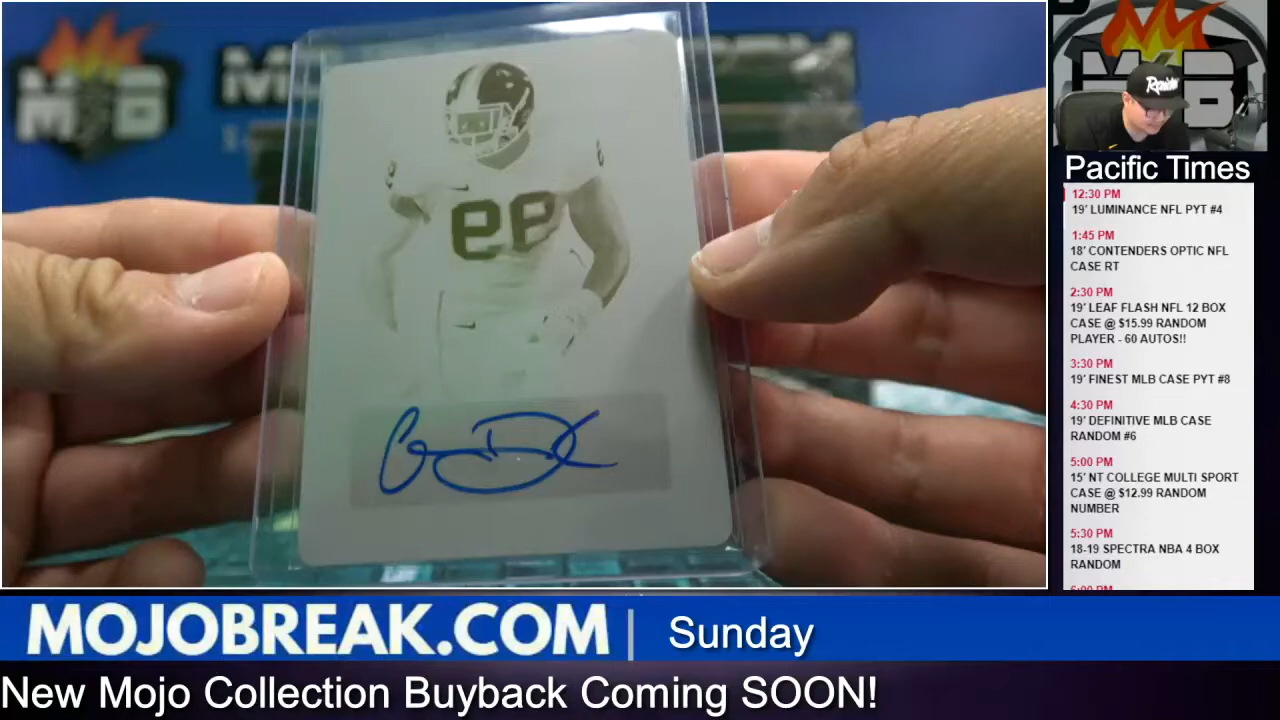 M B
99
Raiders
M B
Pacific Times
12:30 PM
19' LUMINANCE NFL PYT #4
1:45 PM
18' CONTENDERS OPTIC NFL
CASE RT
2:30 PM
19' LEAF FLASH NFL 12 BOX
CASE @ $15.99 RANDOM
PLAYER - 60 AUTOS!!
3:30 PM
19' FINEST MLB CASE PYT #8
4:30 PM
19' DEFINITIVE MLB CASE
RANDOM #6
5:00 PM
15' NT COLLEGE MULTI SPORT
CASE @ $12.99 RANDOM
NUMBER
5:30 PM
18-19 SPECTRA NBA 4 BOX
RANDOM
MOJOBREAK.COM | Sunday
New Mojo Collection Buyback Coming SOON!